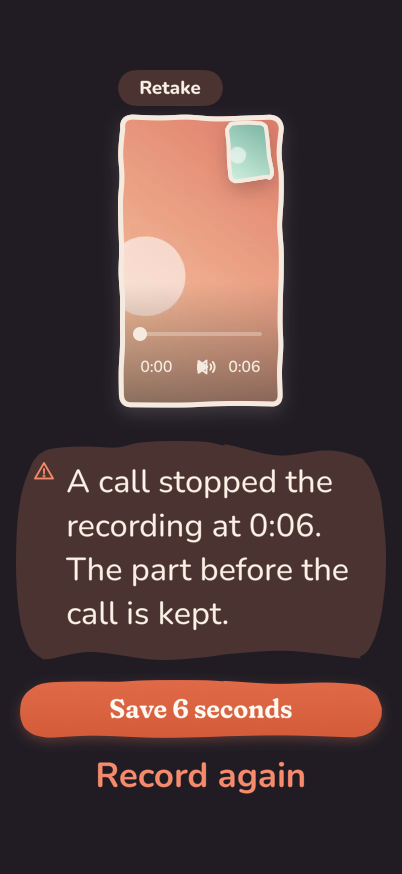 Retake
0:00
0:06
A call stopped the
recording at 0:06.
The part before the
call is kept.
Save 6 seconds
Record again